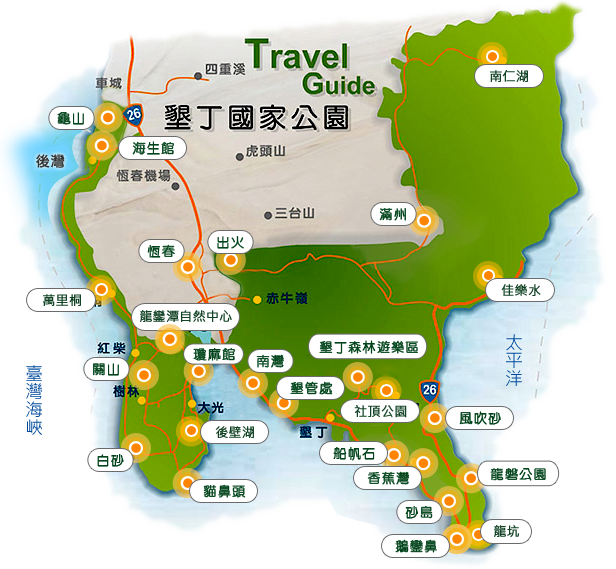 Travel
Guide
墾丁國家公園
四重溪
車城
26
龜山
海生館
後灣
恆春機場
虎頭山
三台山
南仁湖
滿州
出火
恆春
萬里桐
赤牛嶺
佳樂水
龍鑾潭自然中心
紅柴
關山
瓊麻館
南灣
墾丁森林遊樂區
太平洋
臺灣海峽
樹林
大光
墾管處
社頂公園
26
風吹砂
墾丁
後壁湖
白砂
船帆石
香蕉灣
龍磐公園
貓鼻頭
砂島
鵝鑾鼻
龍坑